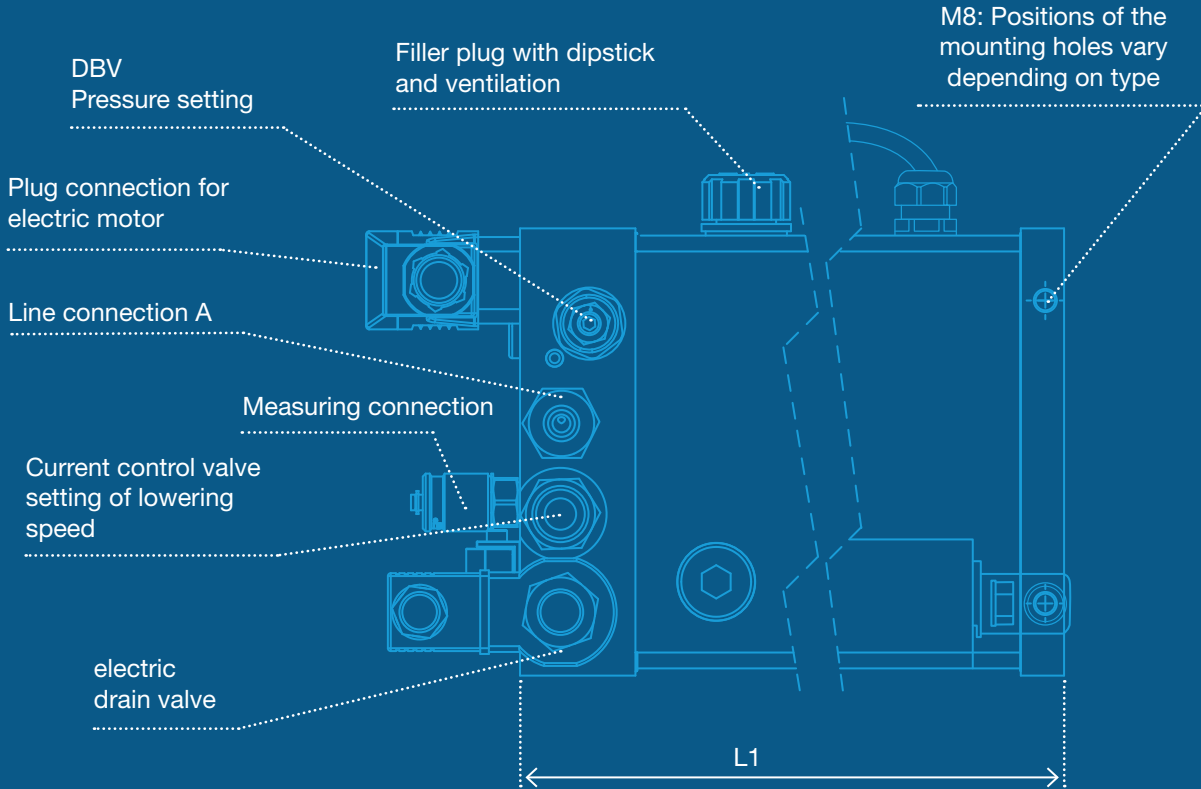 M8: Positions of the
mounting holes vary
depending on type
Filler plug with dipstick
and ventilation
DBV
Pressure setting
Plug connection for
electric motor
Line connection A
Measuring connection
Current control valve
setting of lowering
speed
electric
drain valve
L1